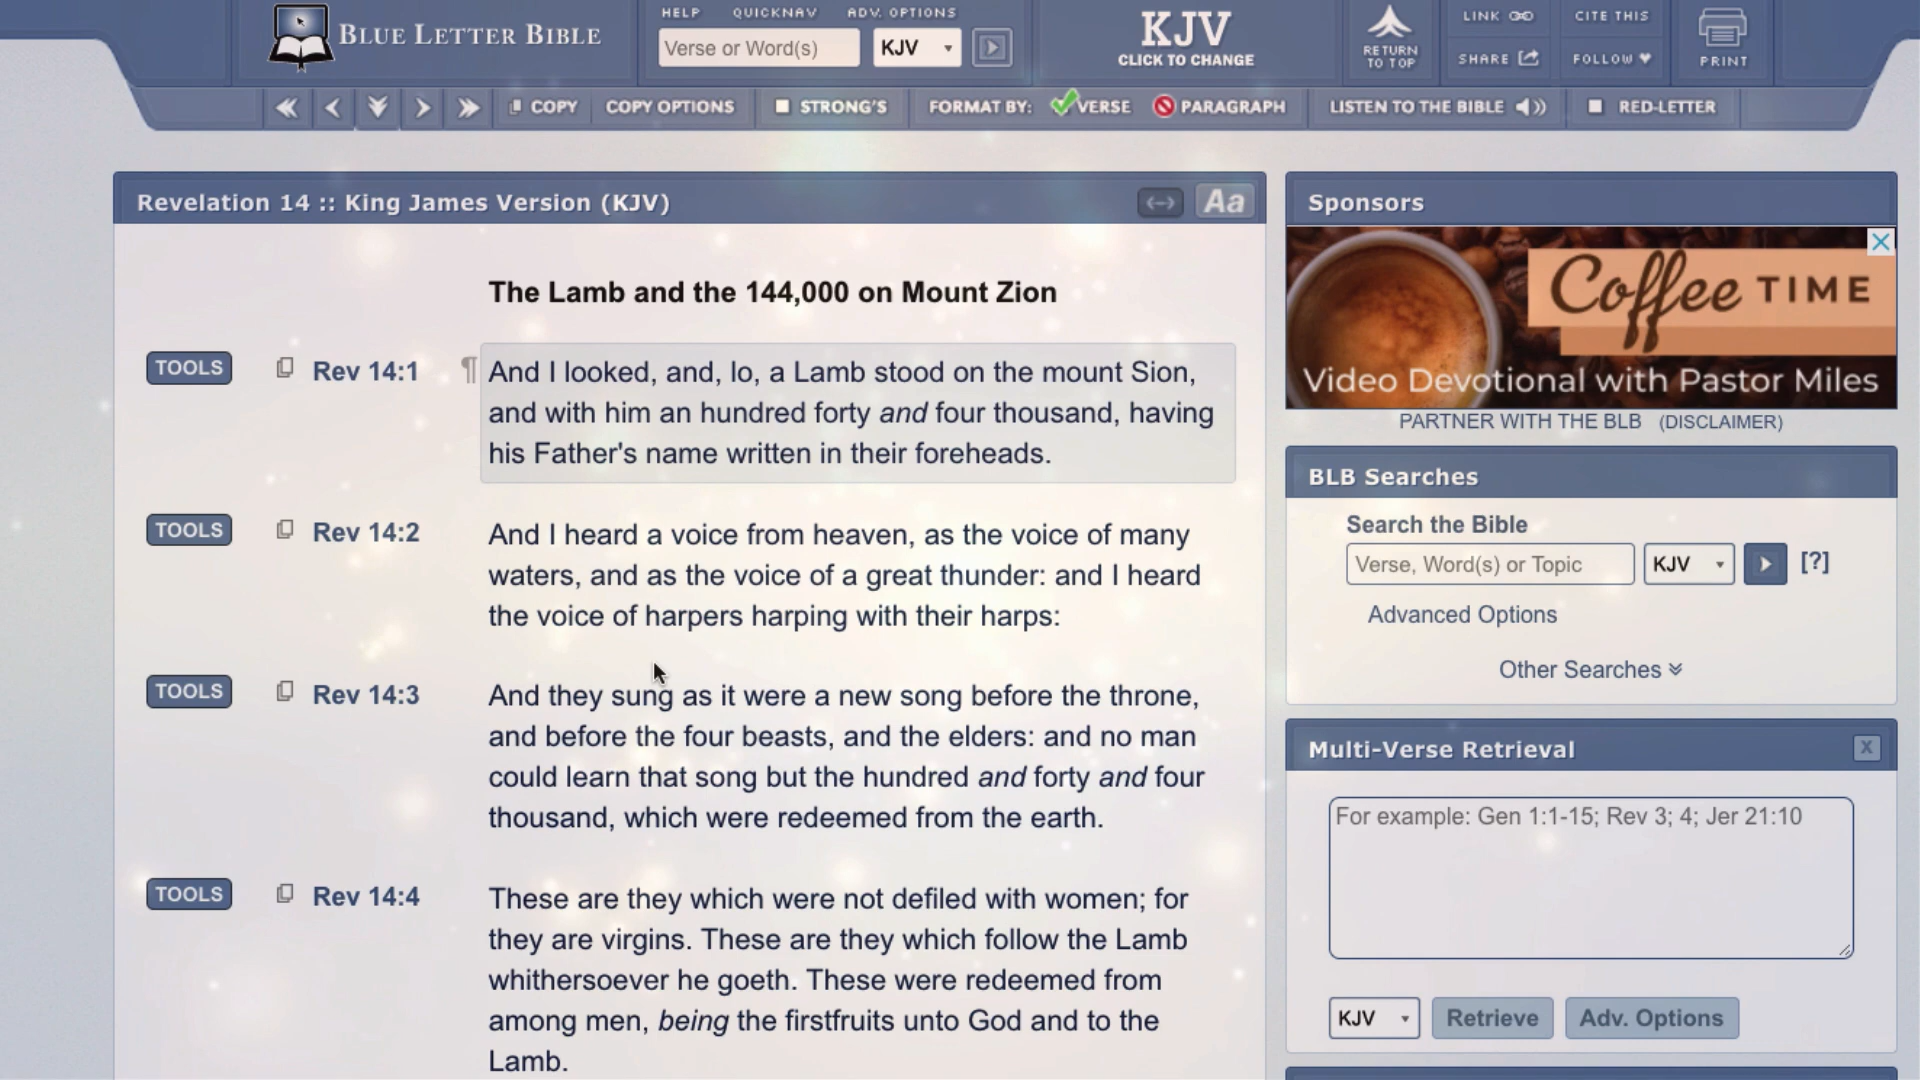 HELP QUICKNAV ADV. OPTIONS
BLUE LETTER BIBLE
Verse or Word(s) KJV
KJV
CLICK TO CHANGE
RETURN
TO TOP
LINK CITE THIS
SHARE FOLLOW
PRINT
COPY COPY OPTIONS STRONG'S FORMAT BY: VERSE PARAGRAPH LISTEN TO THE BIBLE RED-LETTER
Revelation 14 :: King James Version (KJV) Aa
The Lamb and the 144,000 on Mount Zion
TOOLS Rev 14:1 ¶ And I looked, and, lo, a Lamb stood on the mount Sion,
and with him an hundred forty and four thousand, having
his Father's name written in their foreheads.
TOOLS Rev 14:2 And I heard a voice from heaven, as the voice of many
waters, and as the voice of a great thunder: and I heard
the voice of harpers harping with their harps:
TOOLS Rev 14:3 And they sung as it were a new song before the throne,
and before the four beasts, and the elders: and no man
could learn that song but the hundred and forty and four
thousand, which were redeemed from the earth.
TOOLS Rev 14:4 These are they which were not defiled with women; for
they are virgins. These are they which follow the Lamb
whithersoever he goeth. These were redeemed from
among men, being the firstfruits unto God and to the
Lamb.
Sponsors
Coffee TIME
Video Devotional with Pastor Miles
PARTNER WITH THE BLB (DISCLAIMER)
BLB Searches
Search the Bible
Verse, Word(s) or Topic KJV [?]
Advanced Options
Other Searches
Multi-Verse Retrieval X
For example: Gen 1:1-15; Rev 3; 4; Jer 21:10
KJV Retrieve Adv. Options